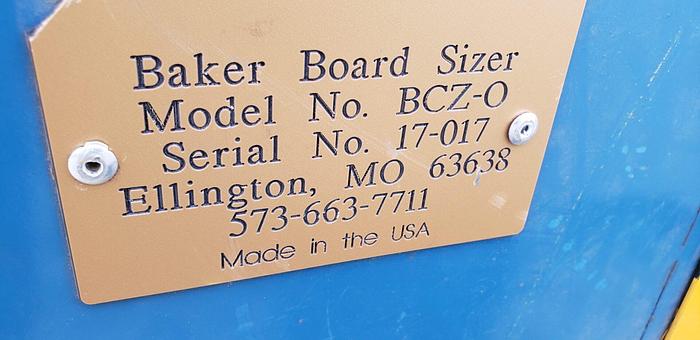 Baker Board Sizer
Model No. BCZ-O
Serial No. 17-017
Ellington, MO 63638
573-663-7711
Made in the USA